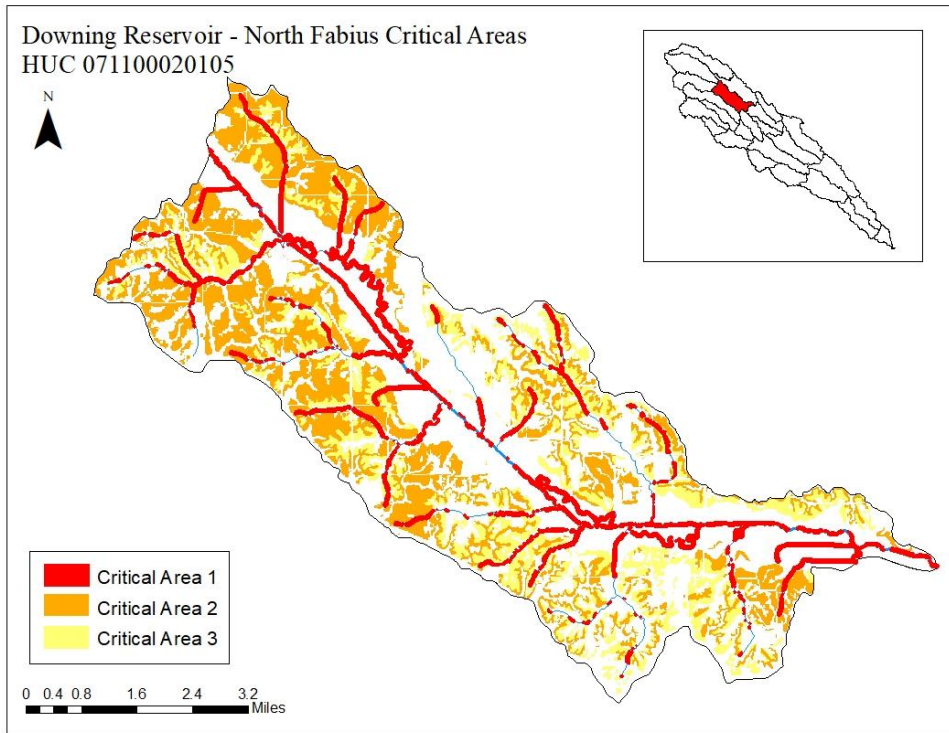 Downing Reservoir - North Fabius Critical Areas
HUC 071100020105
N
Critical Area 1
Critical Area 2
Critical Area 3
0 0.4 0.8 1.6 2.4 3.2
Miles